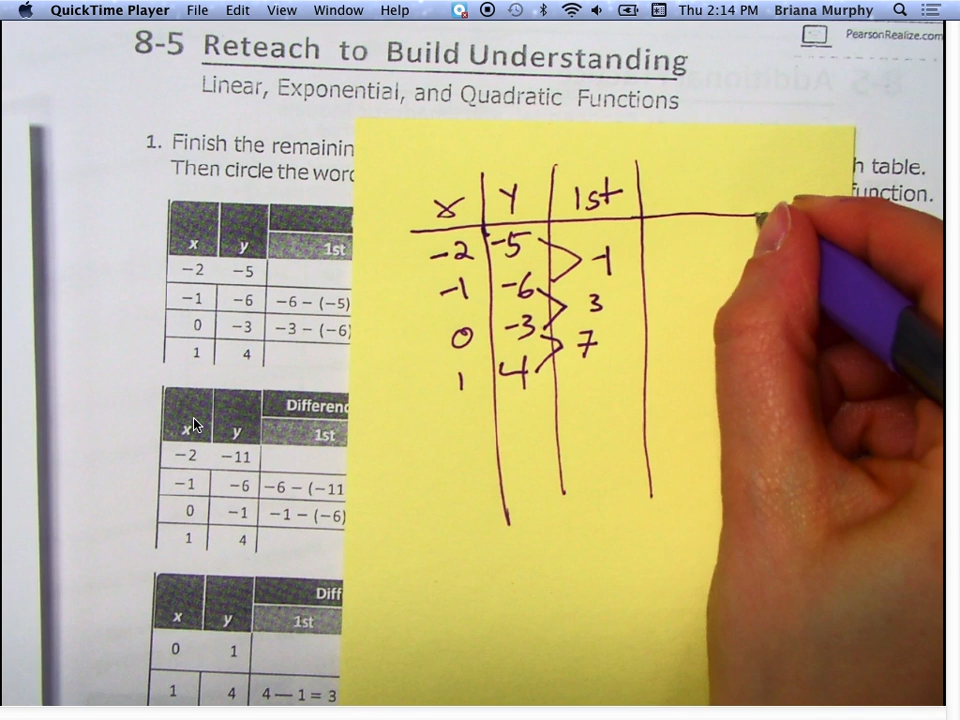 QuickTime Player File Edit View Window Help Thu 2:14 PM Briana Murphy
8-5 Reteach to Build Understanding
PearsonRealize.com
Linear, Exponential, and Quadratic Functions
1. Finish the remainin
h table.
Then circle the word
function.
x y 1st
-2 -5
-1 -6 -6 - (-5)
0 -3 -3 - (-6)
1 4
Differenc
x y 1st
-2 -11
-1 -6 -6 - (-11
0 -1 -1 - (-6)
1 4
Diff
x y 1st
0 1
1 4 4 — 1 = 3
x y 1st
-2 -5 -1
-1 -6 3
0 -3 7
1 4